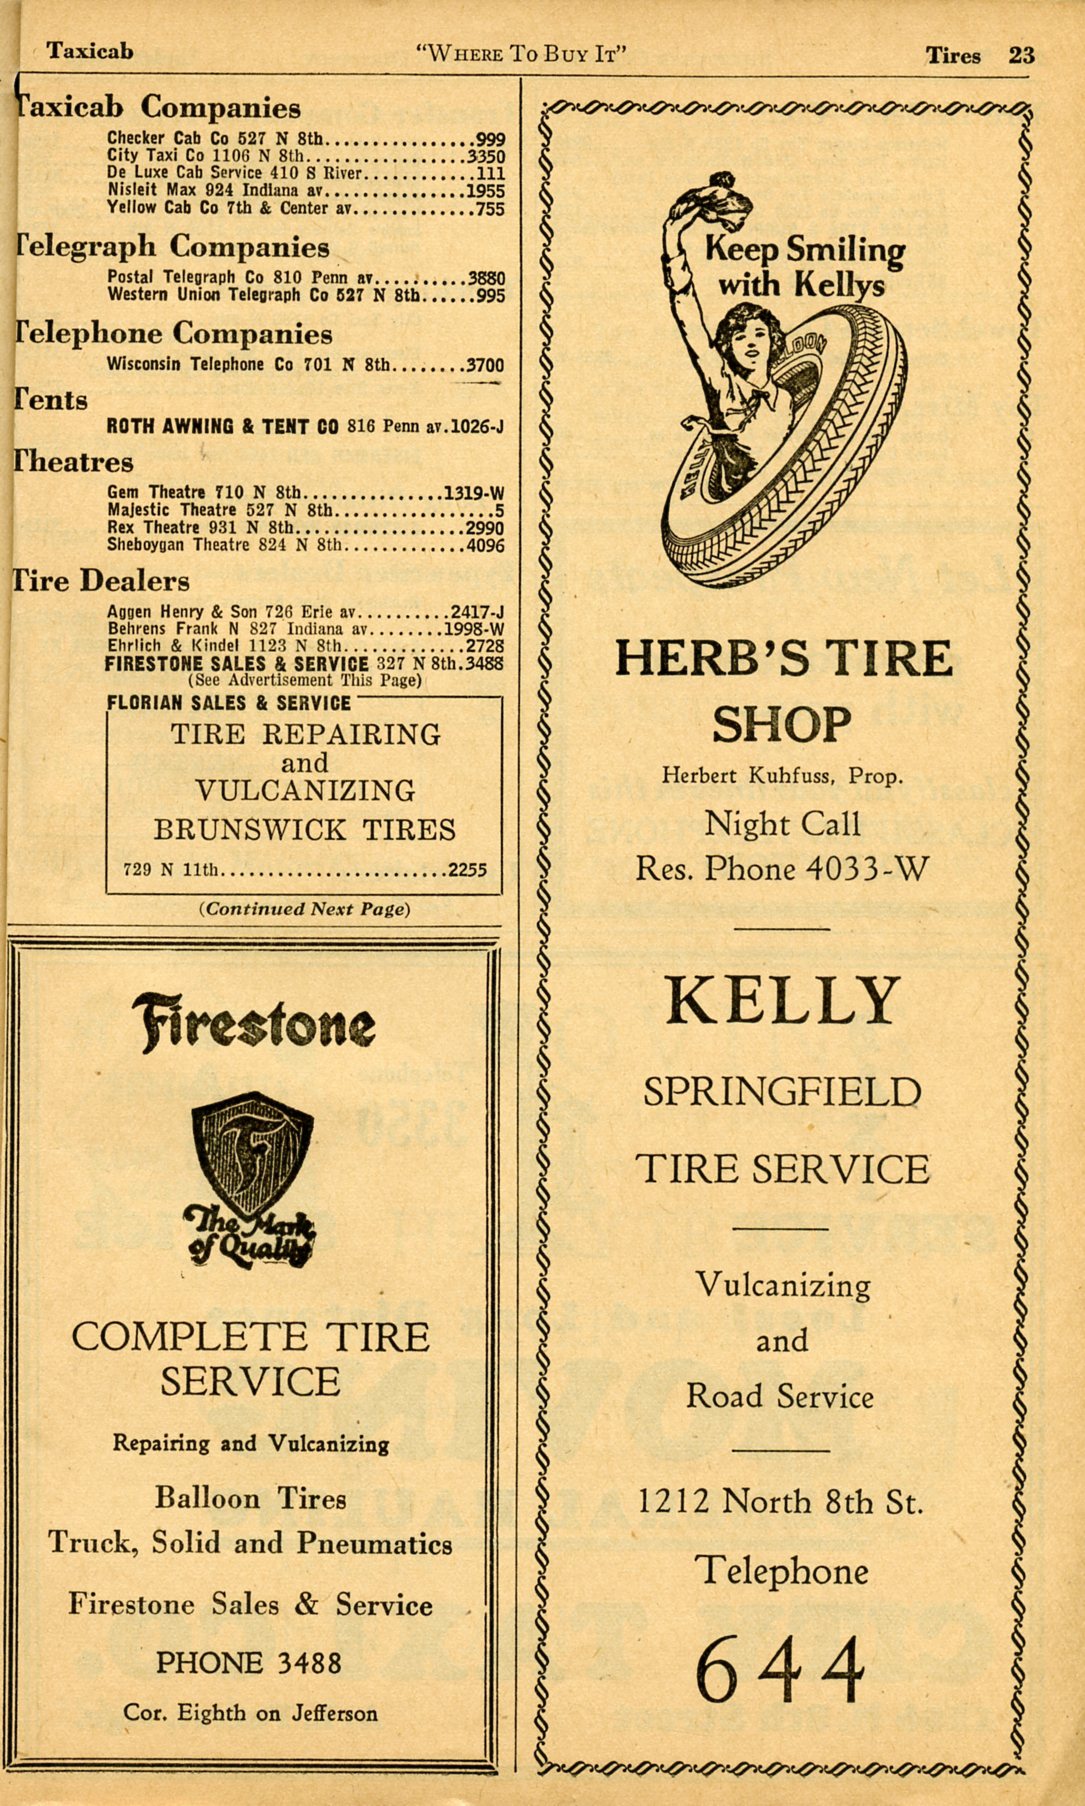 Taxicab "WHERE TO BUY IT" Tires 23
Taxicab Companies
Checker Cab Co 527 N 8th................999
City Taxi Co 1106 N 8th.................3350
De Luxe Cab Service 410 S River............111
Nisleit Max 924 Indiana av...............1955
Yellow Cab Co 7th & Center av.............755
Telegraph Companies
Postal Telegraph Co 810 Penn av..........3880
Western Union Telegraph Co 527 N 8th......995
Telephone Companies
Wisconsin Telephone Co 701 N 8th........3700
Tents
ROTH AWNING & TENT CO 816 Penn av.1026-J
Theatres
Gem Theatre 710 N 8th...............1319-W
Majestic Theatre 527 N 8th.................5
Rex Theatre 931 N 8th..................2990
Sheboygan Theatre 824 N 8th.............4096
Tire Dealers
Aggen Henry & Son 726 Erie av..........2417-J
Behrens Frank N 827 Indiana av........1998-W
Ehrlich & Kindel 1123 N 8th.............2728
FIRESTONE SALES & SERVICE 327 N 8th.3488
(See Advertisement This Page)
FLORIAN SALES & SERVICE
TIRE REPAIRING
and
VULCANIZING
BRUNSWICK TIRES
729 N 11th........................2255
(Continued Next Page)
Firestone
F
The Mark
of Quality
COMPLETE TIRE
SERVICE
Repairing and Vulcanizing
Balloon Tires
Truck, Solid and Pneumatics
Firestone Sales & Service
PHONE 3488
Cor. Eighth on Jefferson
Keep Smiling
with Kellys
LOON
KELLY
HERB'S TIRE
SHOP
Herbert Kuhfuss, Prop.
Night Call
Res. Phone 4033-W
KELLY
SPRINGFIELD
TIRE SERVICE
Vulcanizing
and
Road Service
1212 North 8th St.
Telephone
644